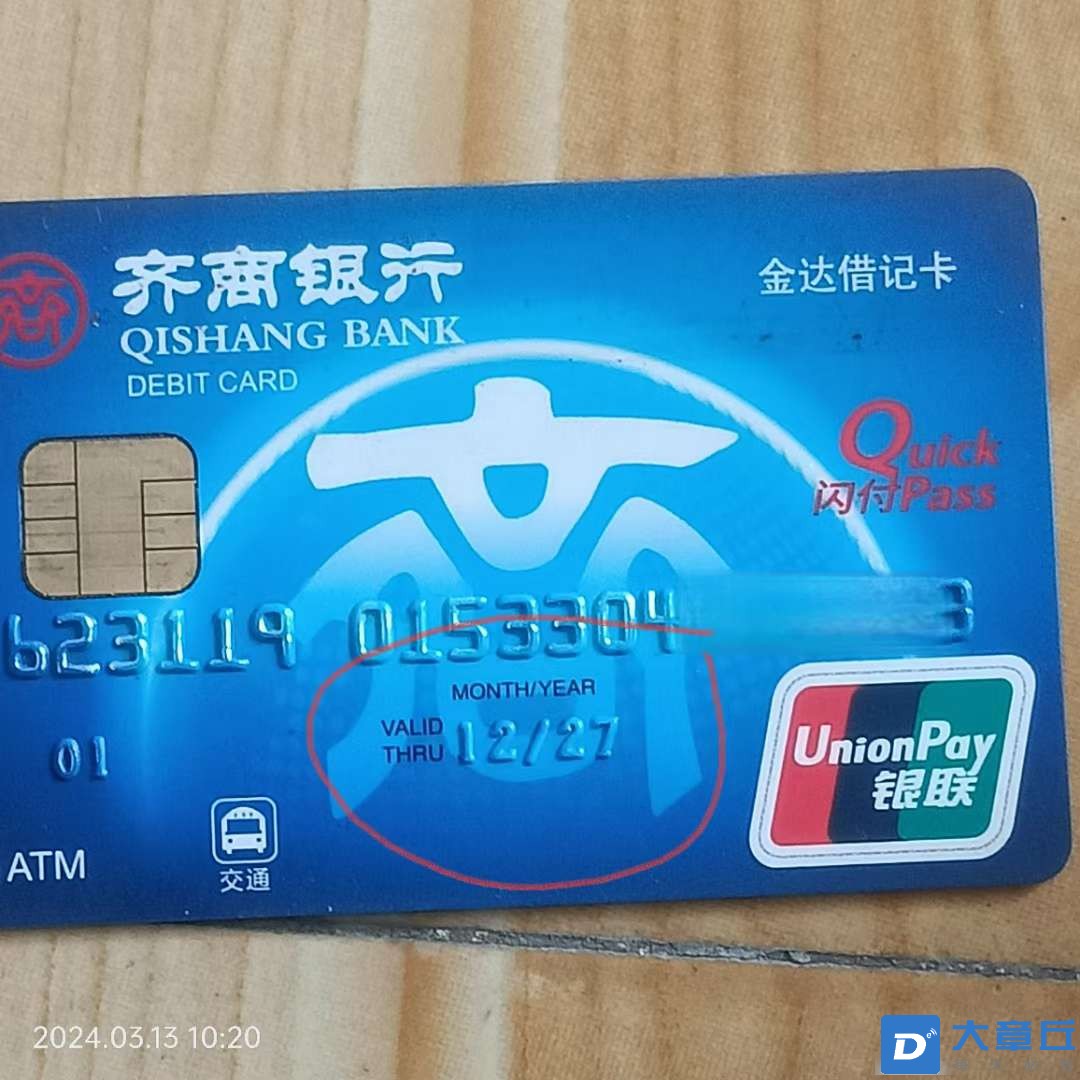 齐商银行
QISHANG BANK
DEBIT CARD
金达借记卡
Quick
闪付Pass
623119 0153304 3
MONTH/YEAR
VALID
THRU 12/27
01
UnionPay
银联
ATM
交通
2024.03.13 10:20
大章丘